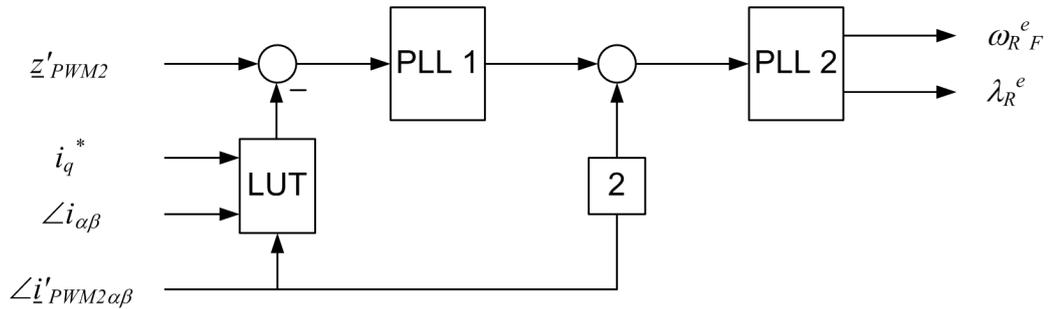 z'PWM2
iq*
∠iαβ
∠i'PWM2αβ
−
LUT
PLL 1
2
PLL 2
ωR e F
λR e